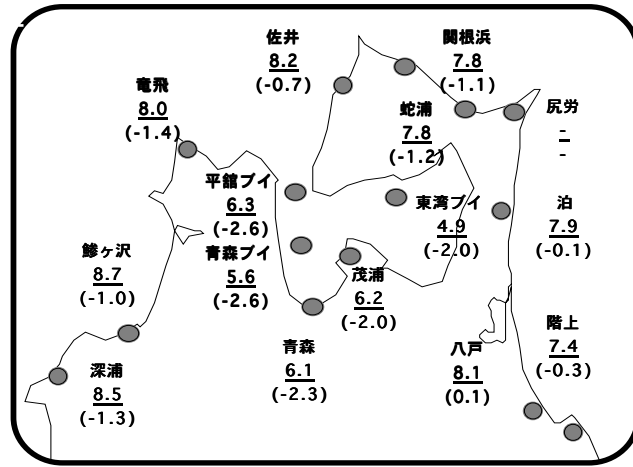 佐井
8.2
(-0.7)
関根浜
7.8
(-1.1)
竜飛
8.0
(-1.4)
蛇浦
7.8
(-1.2)
尻労
-
-
平舘ブイ
6.3
(-2.6)
東湾ブイ
4.9
(-2.0)
泊
7.9
(-0.1)
鰺ヶ沢
8.7
(-1.0)
青森ブイ
5.6
(-2.6)
茂浦
6.2
(-2.0)
階上
7.4
(-0.3)
深浦
8.5
(-1.3)
青森
6.1
(-2.3)
八戸
8.1
(0.1)